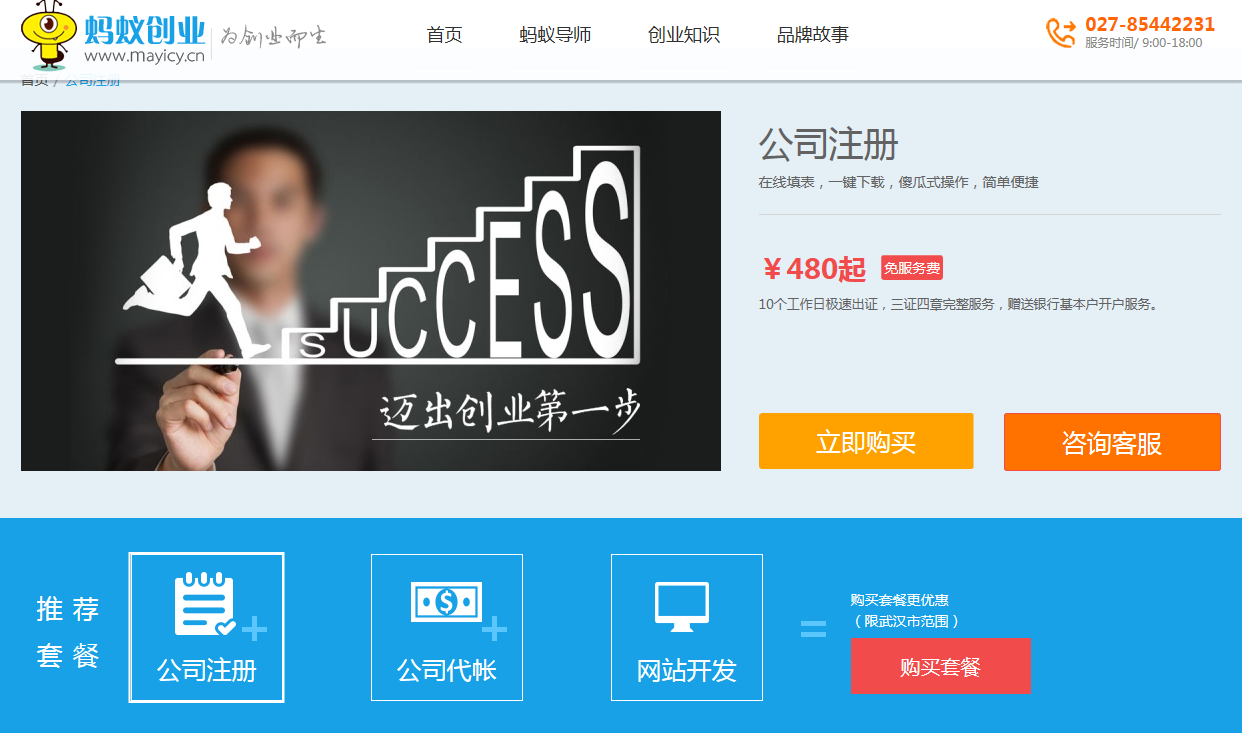 蚂蚁创业
www.mayicy.cn
为创业而生
首页
蚂蚁导师
创业知识
品牌故事
027-85442231
服务时间/ 9:00-18:00
首页 / 公司注册
SUCCESS
迈出创业第一步
公司注册
在线填表，一键下载，傻瓜式操作，简单便捷
￥480起 免服务费
10个工作日极速出证，三证四章完整服务，赠送银行基本户开户服务。
立即购买
咨询客服
推荐
套餐
公司注册
+
公司代帐
+
网站开发
=
购买套餐更优惠
（限武汉市范围）
购买套餐